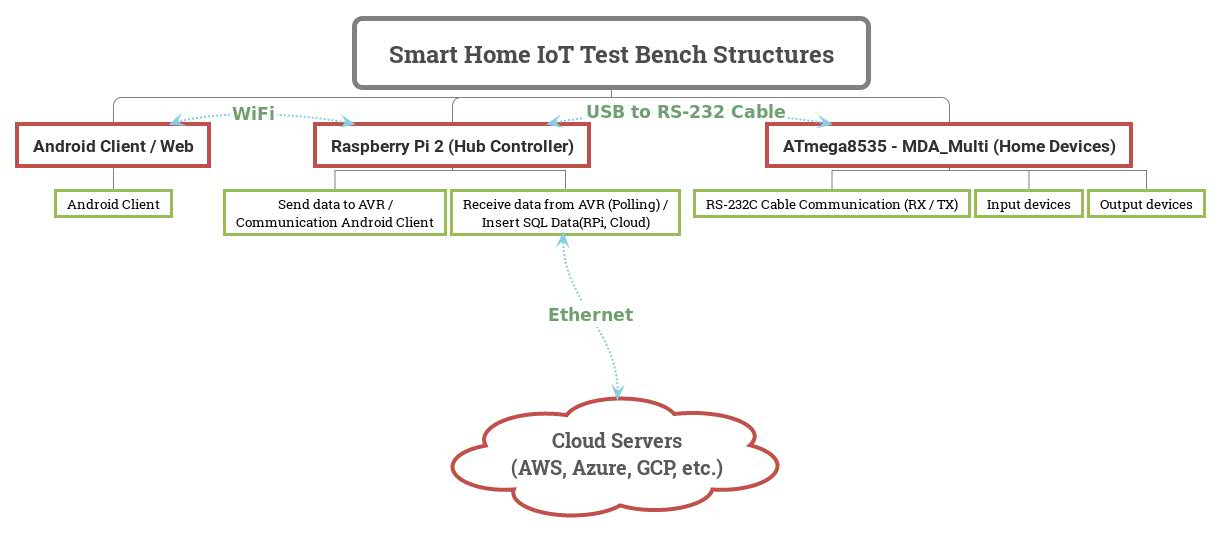 Smart Home IoT Test Bench Structures
WiFi
USB to RS-232 Cable
Android Client / Web
Raspberry Pi 2 (Hub Controller)
ATmega8535 - MDA_Multi (Home Devices)
Android Client
Send data to AVR /
Communication Android Client
Receive data from AVR (Polling) /
Insert SQL Data(RPi, Cloud)
RS-232C Cable Communication (RX / TX)
Input devices
Output devices
Ethernet
Cloud Servers
(AWS, Azure, GCP, etc.)